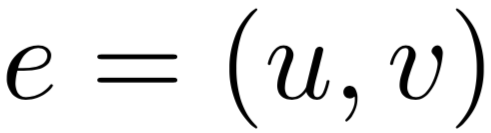 e = (u, v)